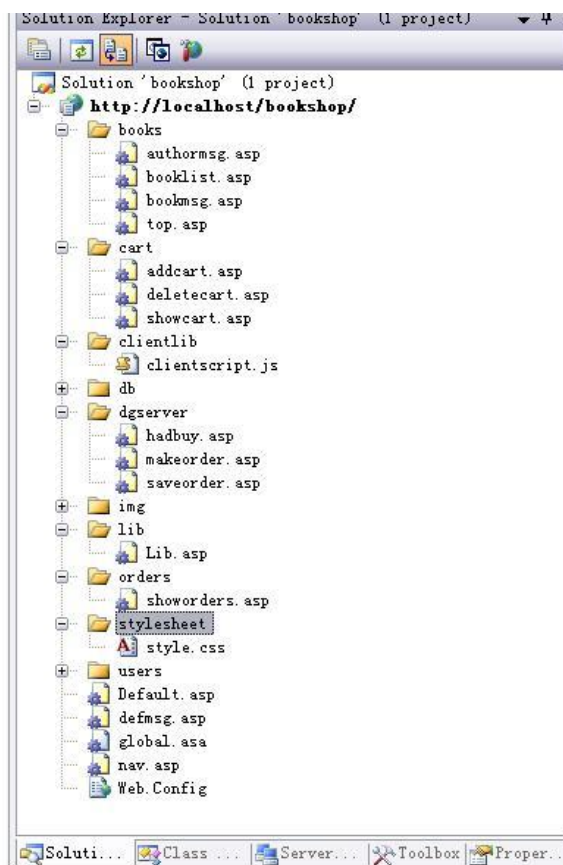 Solution Explorer - Solution 'bookshop' (1 project)
Solution 'bookshop' (1 project)
http://localhost/bookshop/
books
authormsg.asp
booklist.asp
bookmsg.asp
top.asp
cart
addcart.asp
deletecart.asp
showcart.asp
clientlib
clientscript.js
db
dgserver
hadbuy.asp
makeorder.asp
saveorder.asp
img
lib
Lib.asp
orders
showorders.asp
stylesheet
style.css
users
Default.asp
defmsg.asp
global.asa
nav.asp
Web.Config
Soluti... Class ... Server... Toolbox Proper...